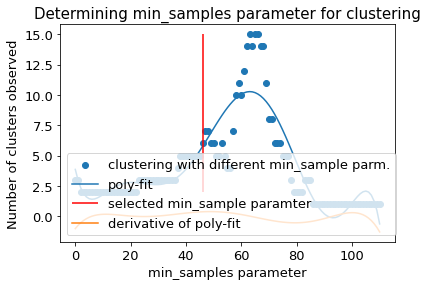 Determining min_samples parameter for clustering
Number of clusters observed
15.0
12.5
10.0
7.5
5.0
2.5
0.0
clustering with different min_sample parm.
poly-fit
selected min_sample paramter
derivative of poly-fit
0 20 40 60 80 100
min_samples parameter